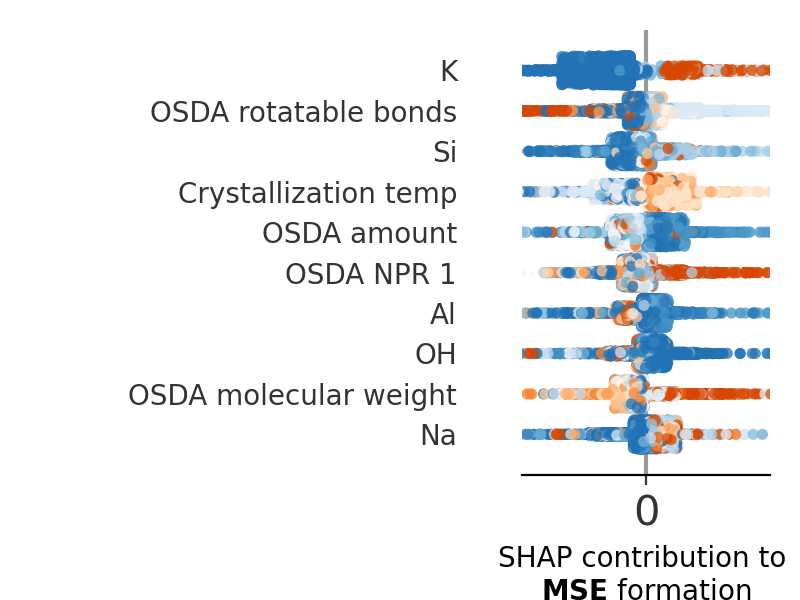 K
OSDA rotatable bonds
Si
Crystallization temp
OSDA amount
OSDA NPR 1
Al
OH
OSDA molecular weight
Na
0
SHAP contribution to
MSE formation